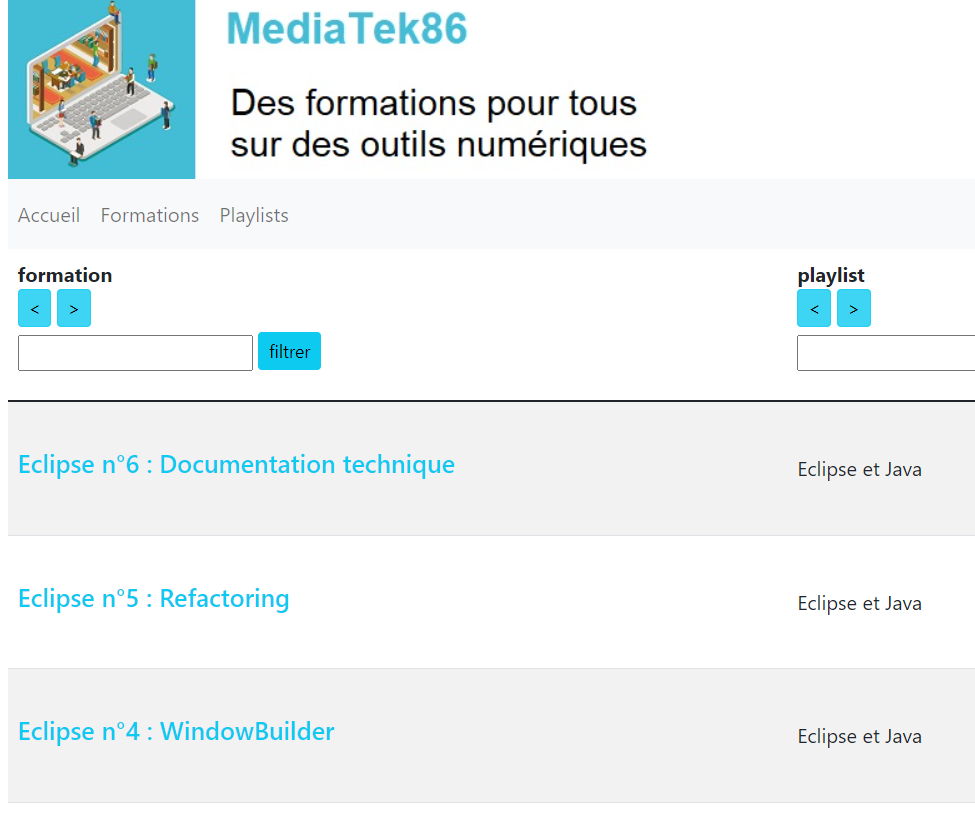 MediaTek86
Des formations pour tous
sur des outils numériques
Accueil Formations Playlists
formation playlist
< > < >
filtrer
Eclipse n°6 : Documentation technique Eclipse et Java
Eclipse n°5 : Refactoring Eclipse et Java
Eclipse n°4 : WindowBuilder Eclipse et Java